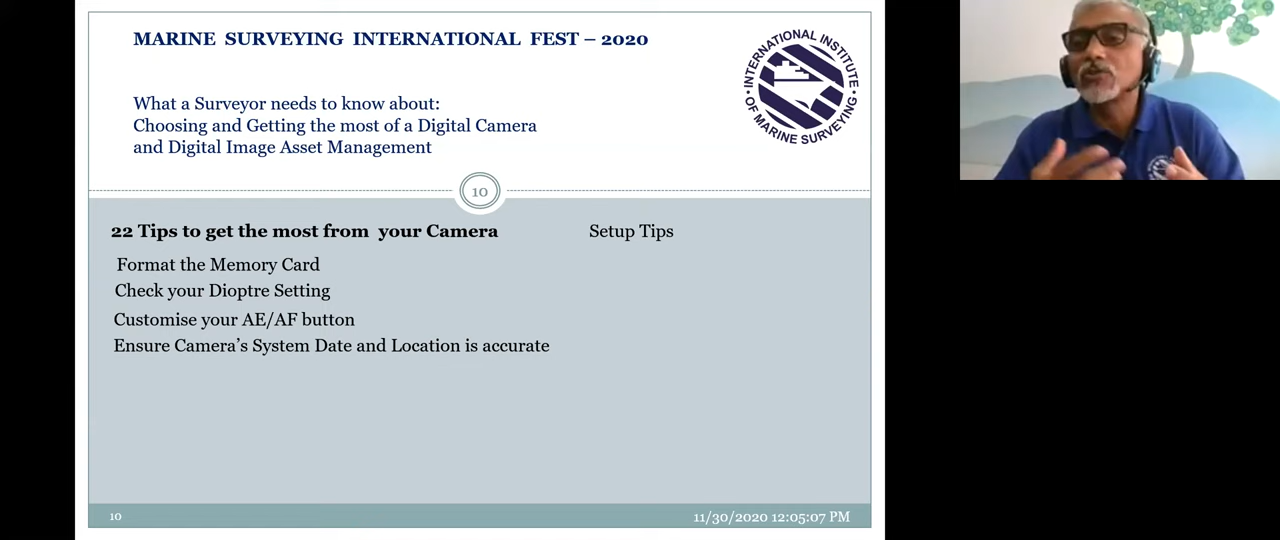 MARINE SURVEYING INTERNATIONAL FEST – 2020
INTERNATIONAL INSTITUTE
OF MARINE SURVEYING
What a Surveyor needs to know about:
Choosing and Getting the most of a Digital Camera
and Digital Image Asset Management
10
22 Tips to get the most from your Camera
Setup Tips
Format the Memory Card
Check your Dioptre Setting
Customise your AE/AF button
Ensure Camera's System Date and Location is accurate
10
11/30/2020 12:05:07 PM